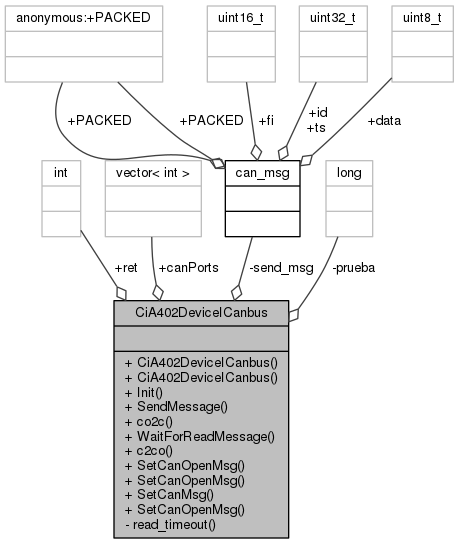 anonymous:+PACKED
uint16_t
uint32_t
uint8_t
+PACKED
+PACKED
+fi
+id
+ts
+data
int
vector< int >
can_msg
long
+ret
+canPorts
-send_msg
-prueba
CiA402DeviceICanbus
+ CiA402DeviceICanbus()
+ CiA402DeviceICanbus()
+ Init()
+ SendMessage()
+ co2c()
+ WaitForReadMessage()
+ c2co()
+ SetCanOpenMsg()
+ SetCanOpenMsg()
+ SetCanMsg()
+ SetCanOpenMsg()
- read_timeout()